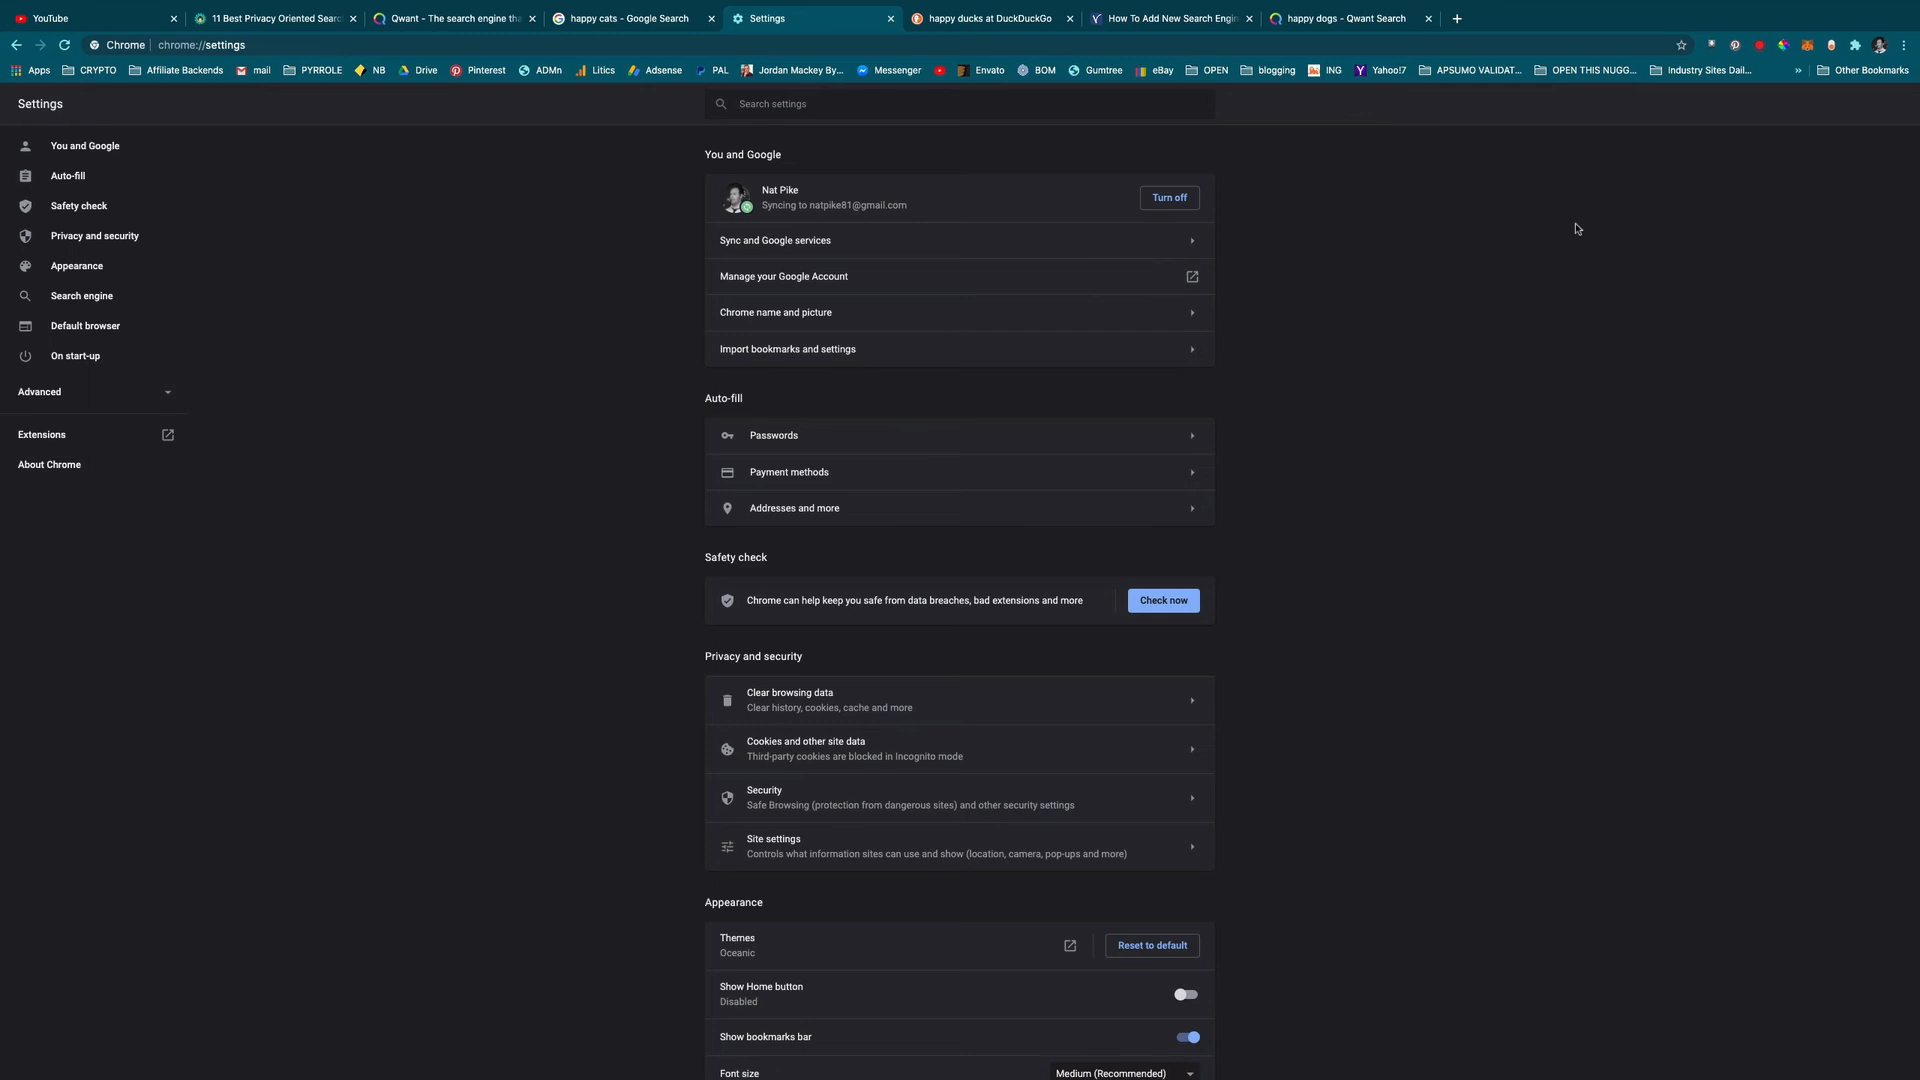 YouTube
11 Best Privacy Oriented Searc
Qwant - The search engine tha
happy cats - Google Search
Settings
happy ducks at DuckDuckGo
How To Add New Search Engin
happy dogs - Qwant Search
Chrome chrome://settings
Apps CRYPTO Affiliate Backends mail PYRROLE NB Drive Pinterest ADMn Litics Adsense PAL Jordan Mackey By... Messenger Envato BOM Gumtree eBay OPEN blogging ING Yahoo!7 APSUMO VALIDAT... OPEN THIS NUGG... Industry Sites Dail... » Other Bookmarks
Settings
Search settings
You and Google
Auto-fill
Safety check
Privacy and security
Appearance
Search engine
Default browser
On start-up
Advanced
Extensions
About Chrome
You and Google
Nat Pike
Syncing to natpike81@gmail.com
Turn off
Sync and Google services
Manage your Google Account
Chrome name and picture
Import bookmarks and settings
Auto-fill
Passwords
Payment methods
Addresses and more
Safety check
Chrome can help keep you safe from data breaches, bad extensions and more
Check now
Privacy and security
Clear browsing data
Clear history, cookies, cache and more
Cookies and other site data
Third-party cookies are blocked in Incognito mode
Security
Safe Browsing (protection from dangerous sites) and other security settings
Site settings
Controls what information sites can use and show (location, camera, pop-ups and more)
Appearance
Themes
Oceanic
Reset to default
Show Home button
Disabled
Show bookmarks bar
Font size
Medium (Recommended)